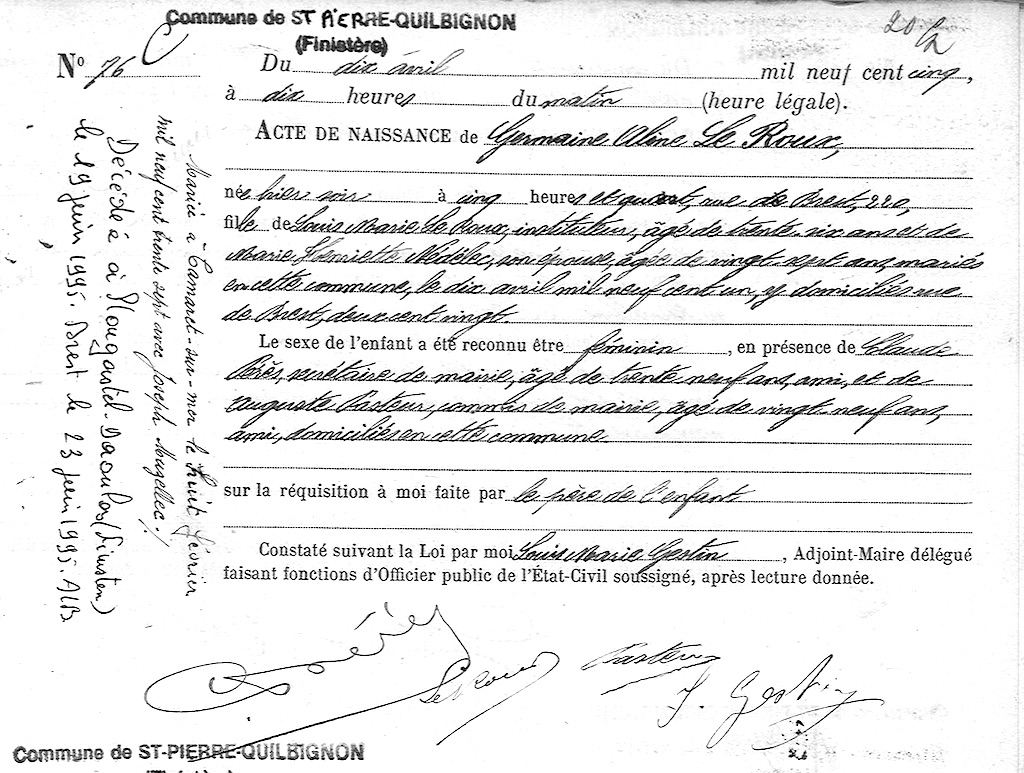 Commune de ST PIERRE-QUILBIGNON
(Finistère)
20
N° 76
Du dix avril mil neuf cent cinq,
à dix heures du matin (heure légale).
ACTE DE NAISSANCE de Germaine Aline Le Roux,
née hier soir à cinq heures et quart, rue de Brest, 220,
fille de Louis Marie Le Roux, instituteur, âgé de trente-six ans et de
Marie Henriette Nédélec, son épouse, âgée de vingt-sept ans, mariés
en cette commune, le dix avril mil neuf cent un, y domiciliés rue
de Brest, deux cent vingt.
Le sexe de l'enfant a été reconnu être féminin, en présence de Claude
Pérès, secrétaire de mairie, âgé de trente-neuf ans, ami, et de
Auguste Pasteur, commis de mairie, âgé de vingt-neuf ans,
ami, domiciliés en cette commune
sur la réquisition à moi faite par le père de l'enfant
Constaté suivant la Loi par moi Louis Marie Gestin, Adjoint-Maire délégué
faisant fonctions d'Officier public de l'État-Civil soussigné, après lecture donnée.
Mariée à Camaret-sur-mer le huit février
mil neuf cent trente sept avec Joseph Mugellec ./.
Décédée à Plougastel-Daoulas (Finistère)
le 19 juin 1995. Brest le 23 juin 1995. AB
Pérès
Le Roux
Pasteur
Gestin
Commune de ST-PIERRE-QUILBIGNON
(Finistère)